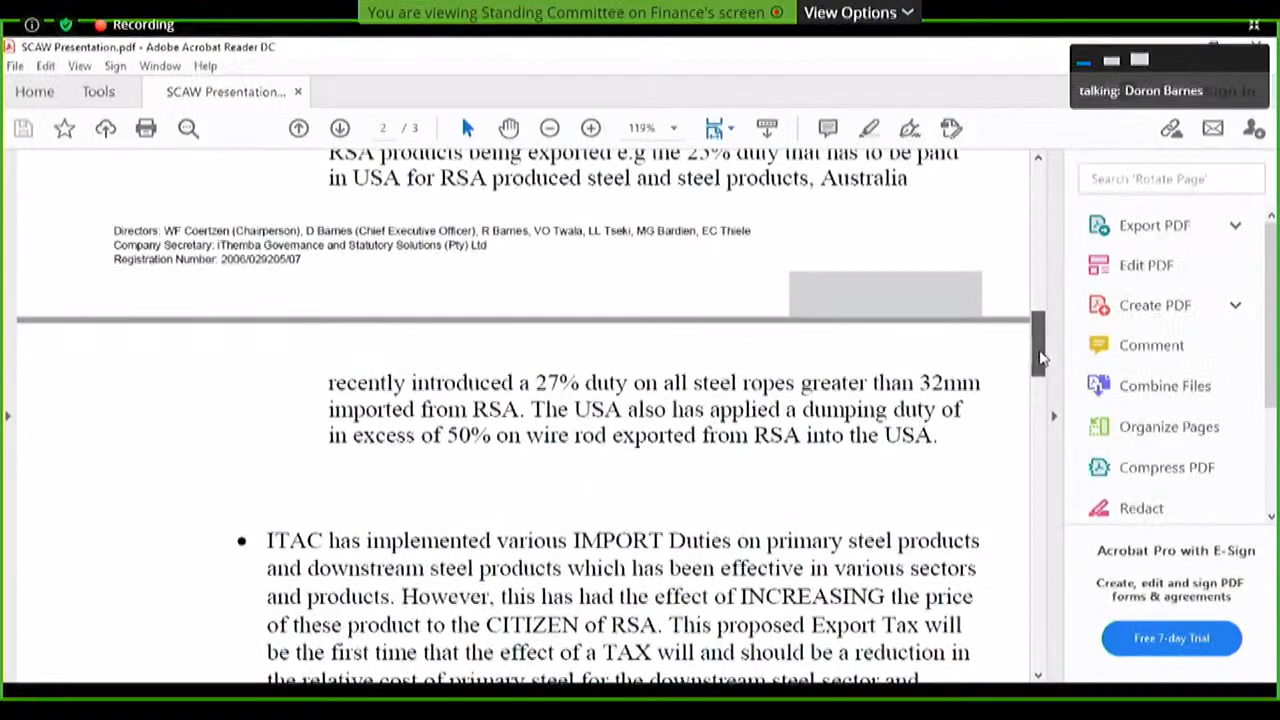 You are viewing Standing Committee on Finance's screen
View Options
Recording
SCAW Presentation.pdf - Adobe Acrobat Reader DC
File Edit View Sign Window Help
talking: Doron Barnes
Home Tools SCAW Presentation... ×
2 / 3 119%
RSA products being exported e.g the 25% duty that has to be paid
in USA for RSA produced steel and steel products, Australia
Directors: WF Coertzen (Chairperson), D Barnes (Chief Executive Officer), R Barnes, VO Twala, LL Tseki, MG Bardien, EC Thiele
Company Secretary: iThemba Governance and Statutory Solutions (Pty) Ltd
Registration Number: 2006/029205/07
recently introduced a 27% duty on all steel ropes greater than 32mm
imported from RSA. The USA also has applied a dumping duty of
in excess of 50% on wire rod exported from RSA into the USA.
• ITAC has implemented various IMPORT Duties on primary steel products
and downstream steel products which has been effective in various sectors
and products. However, this has had the effect of INCREASING the price
of these product to the CITIZEN of RSA. This proposed Export Tax will
be the first time that the effect of a TAX will and should be a reduction in
the relative cost of primary steel for the downstream steel sector and
Search 'Rotate Page'
Export PDF
Edit PDF
Create PDF
Comment
Combine Files
Organize Pages
Compress PDF
Redact
Acrobat Pro with E-Sign
Create, edit and sign PDF
forms & agreements
Free 7-day Trial